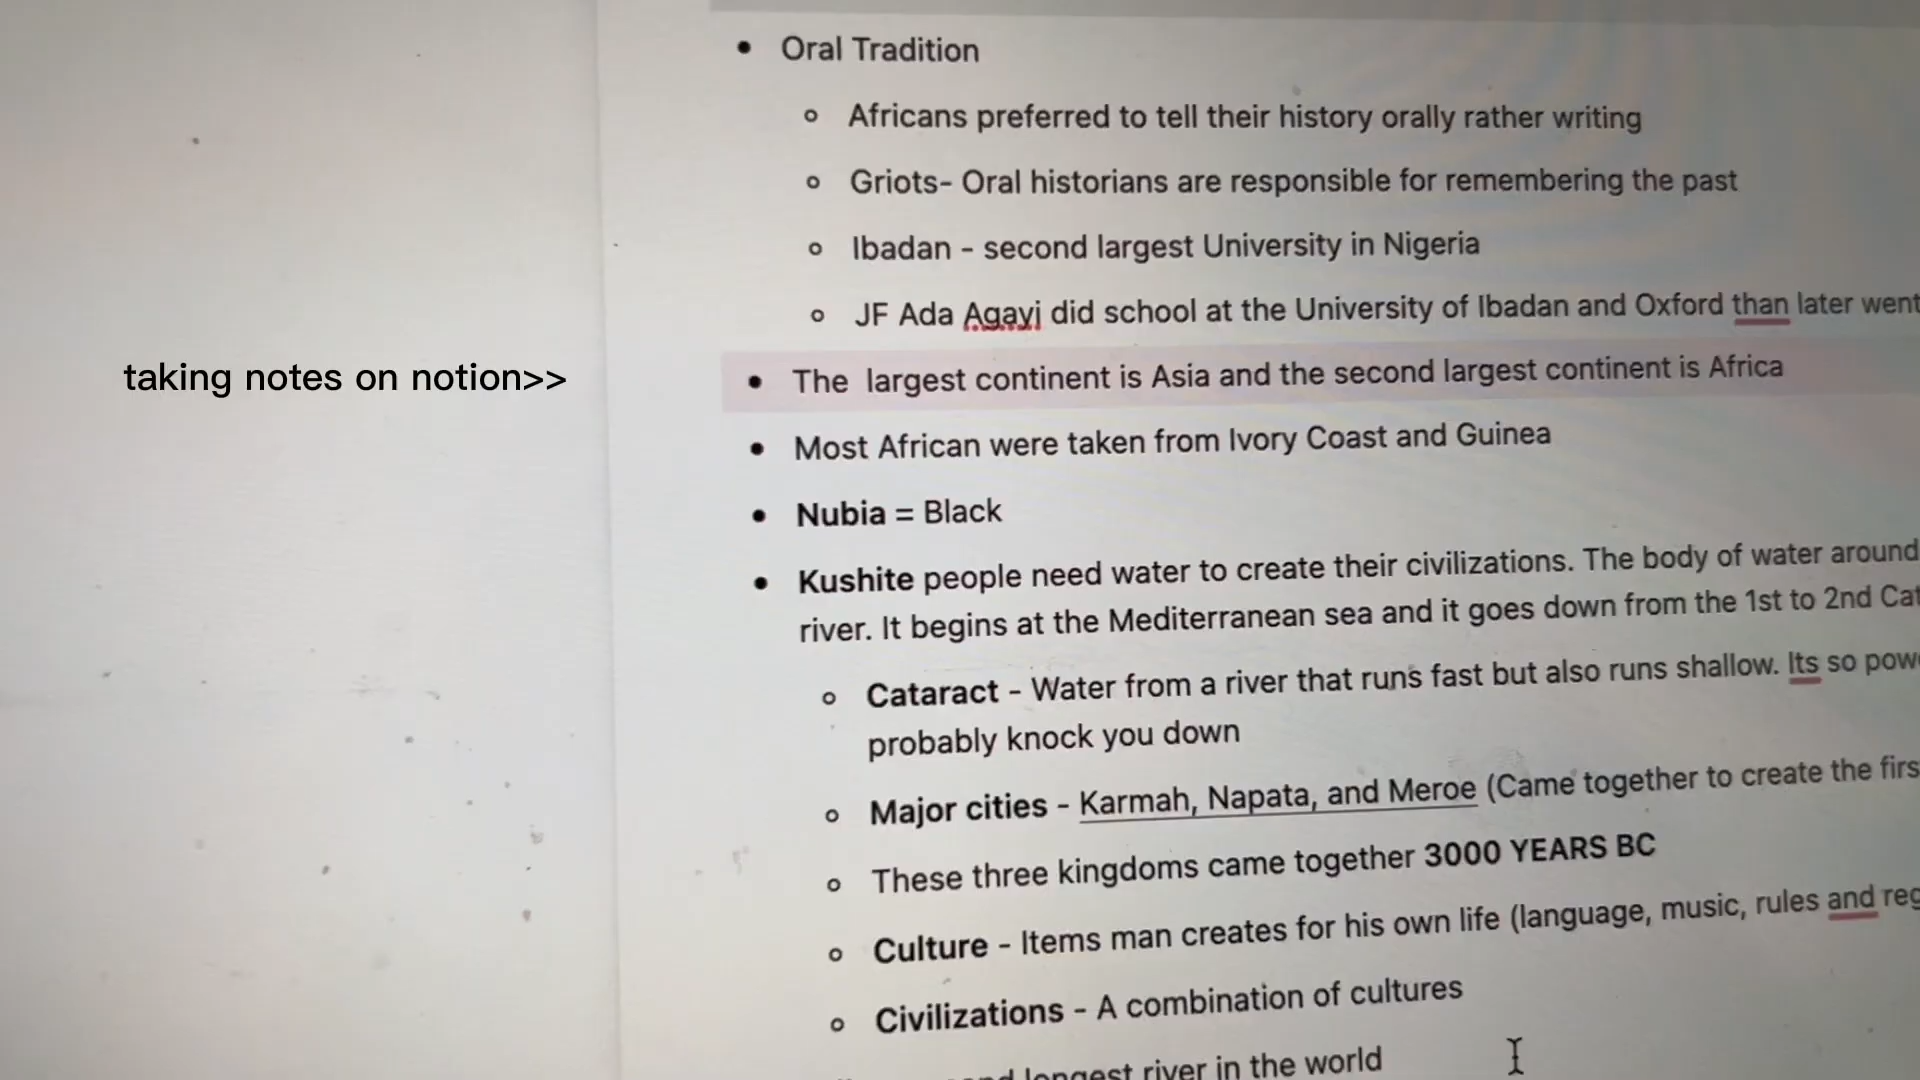 Oral Tradition
Africans preferred to tell their history orally rather writing
Griots- Oral historians are responsible for remembering the past
Ibadan - second largest University in Nigeria
JF Ada Agayi did school at the University of Ibadan and Oxford than later went
taking notes on notion>>
The largest continent is Asia and the second largest continent is Africa
Most African were taken from Ivory Coast and Guinea
Nubia = Black
Kushite people need water to create their civilizations. The body of water around
river. It begins at the Mediterranean sea and it goes down from the 1st to 2nd
Cataract - Water from a river that runs fast but also runs shallow. Its so
probably knock you down
Major cities - Karmah, Napata, and Meroe (Came together to create the
These three kingdoms came together 3000 YEARS BC
Culture - Items man creates for his own life (language, music, rules and
Civilizations - A combination of cultures
longest river in the world